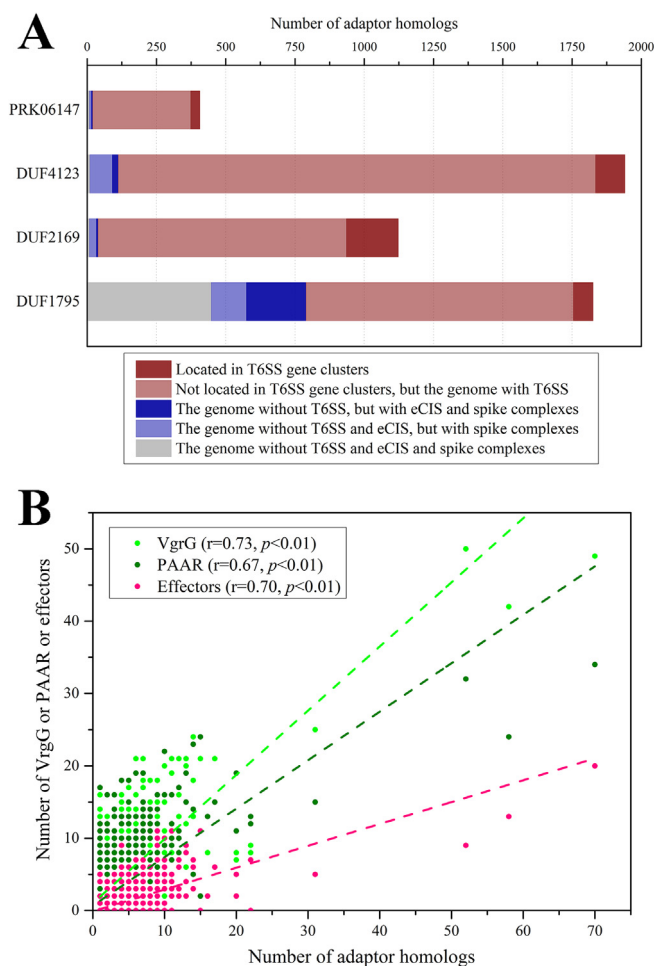 A
Number of adaptor homologs
0 250 500 750 1000 1250 1500 1750 2000
PRK06147
DUF4123
DUF2169
DUF1795
Located in T6SS gene clusters
Not located in T6SS gene clusters, but the genome with T6SS
The genome without T6SS, but with eCIS and spike complexes
The genome without T6SS and eCIS, but with spike complexes
The genome without T6SS and eCIS and spike complexes
B
VgrG (r=0.73, p<0.01)
PAAR (r=0.67, p<0.01)
Effectors (r=0.70, p<0.01)
Number of VgrG or PAAR or effectors
50
40
30
20
10
0
0 10 20 30 40 50 60 70
Number of adaptor homologs